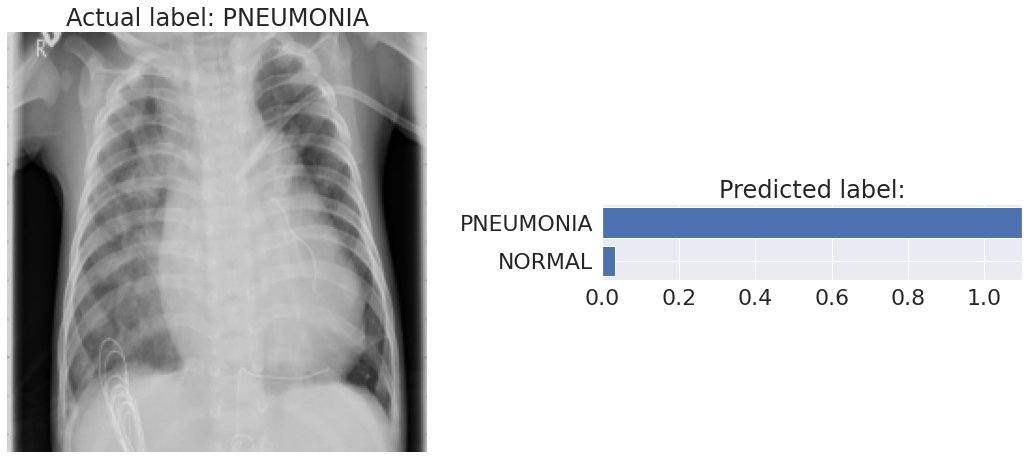 Actual label: PNEUMONIA
R
Predicted label:
PNEUMONIA
NORMAL
0.0 0.2 0.4 0.6 0.8 1.0